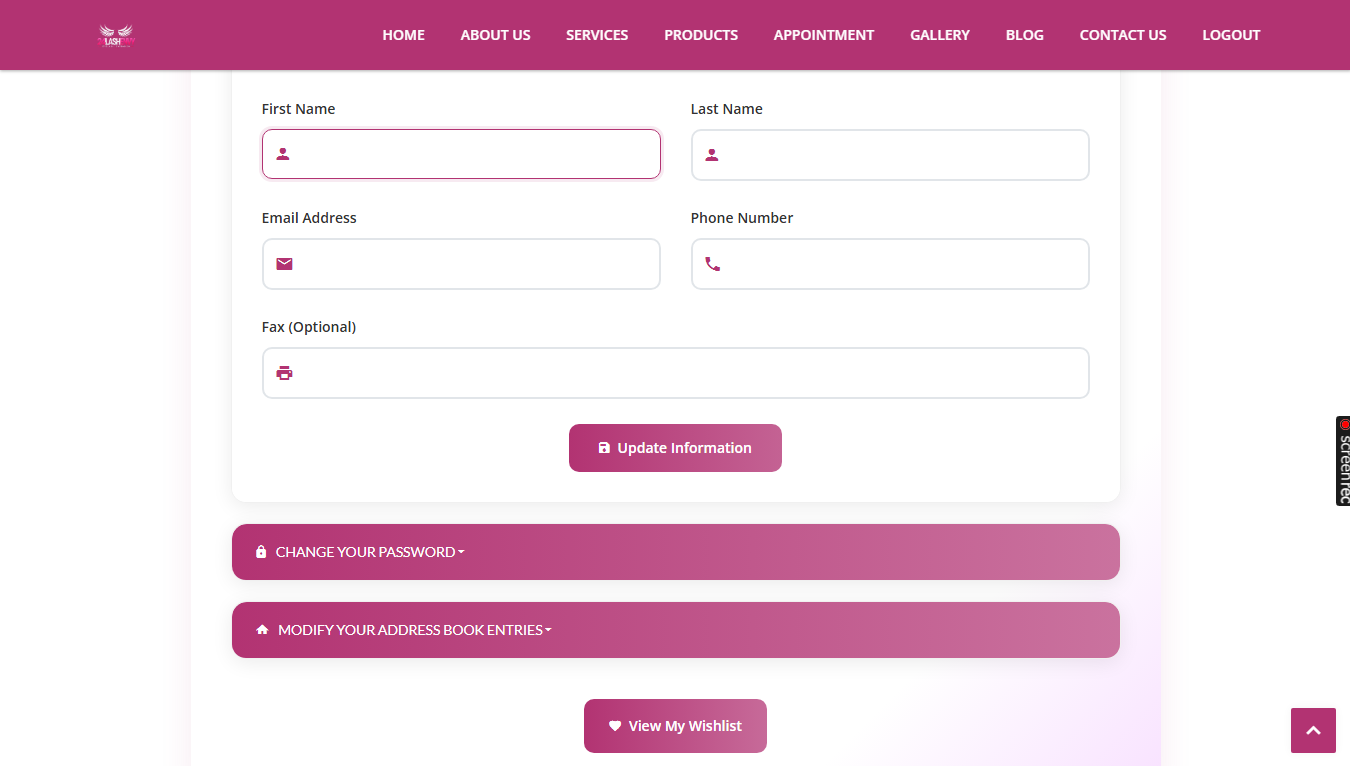 LASH
HOME ABOUT US SERVICES PRODUCTS APPOINTMENT GALLERY BLOG CONTACT US LOGOUT
First Name Last Name
Email Address Phone Number
Fax (Optional)
Update Information
CHANGE YOUR PASSWORD
MODIFY YOUR ADDRESS BOOK ENTRIES
View My Wishlist
screenrec